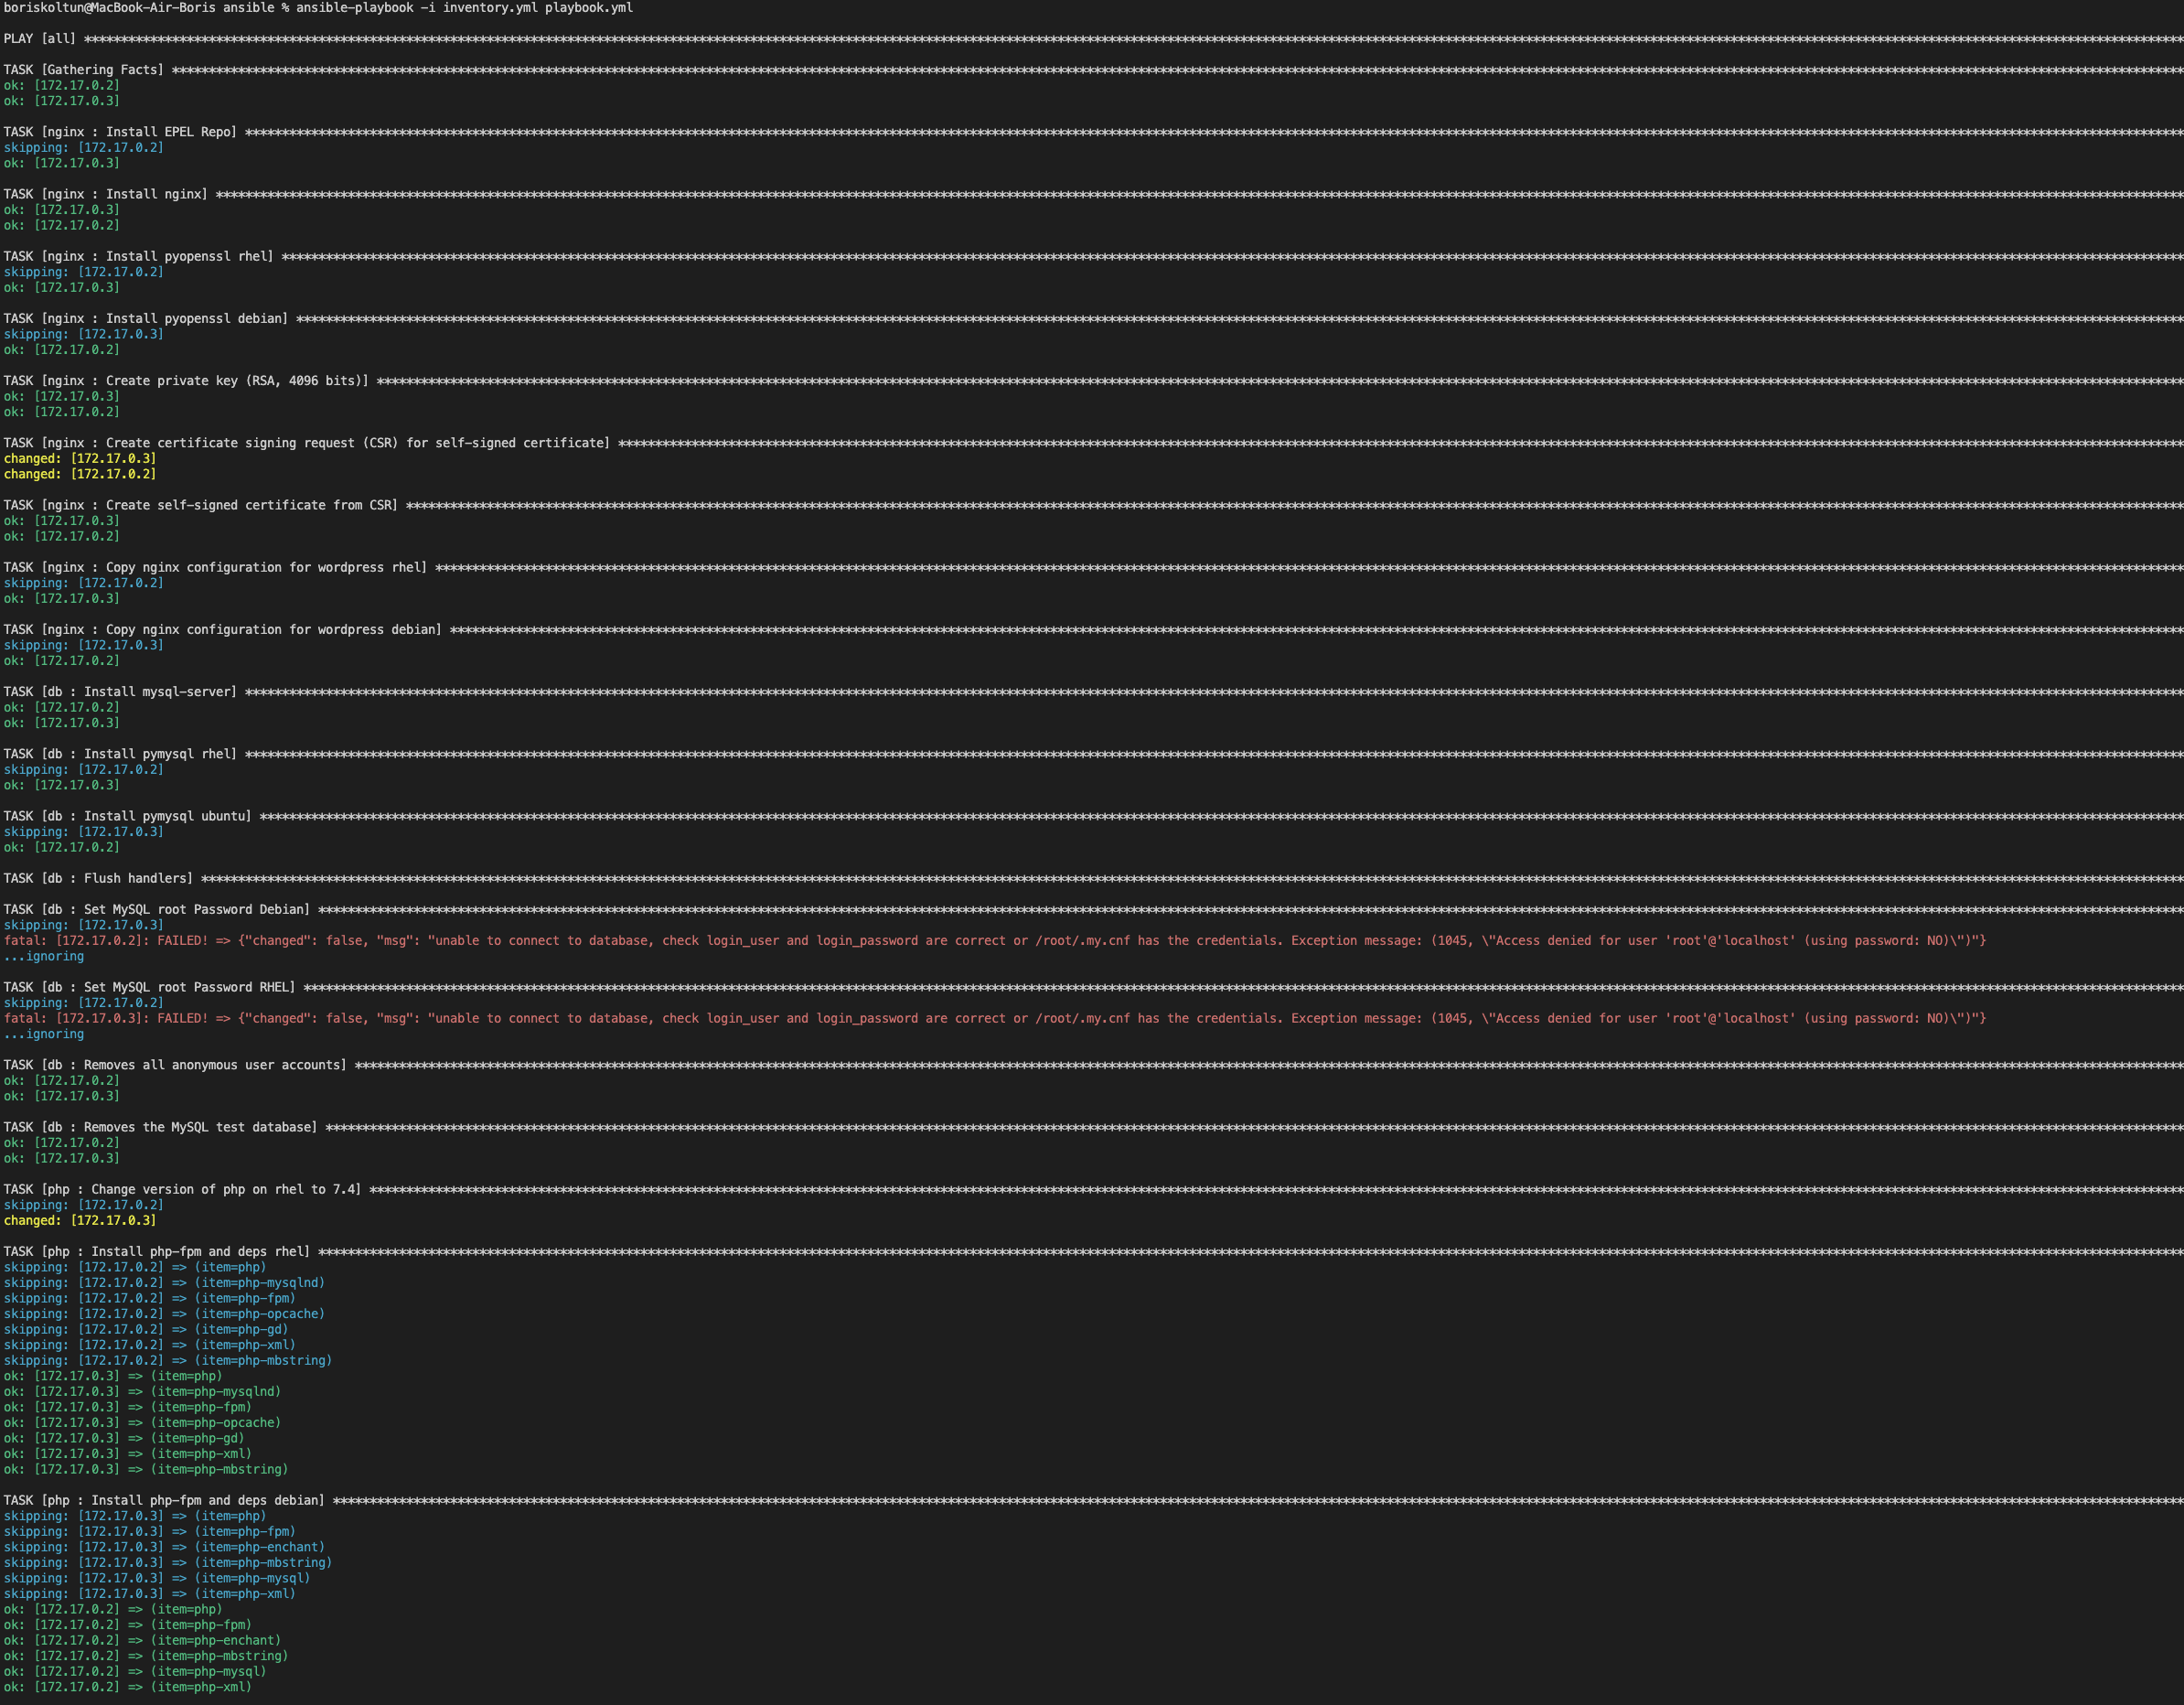 boriskoltun@MacBook-Air-Boris ansible % ansible-playbook -i inventory.yml playbook.yml
PLAY [all] ****************************************************************
TASK [Gathering Facts] ****************************************************************
ok: [172.17.0.2]
ok: [172.17.0.3]
TASK [nginx : Install EPEL Repo] ****************************************************************
skipping: [172.17.0.2]
ok: [172.17.0.3]
TASK [nginx : Install nginx] ****************************************************************
ok: [172.17.0.3]
ok: [172.17.0.2]
TASK [nginx : Install pyopenssl rhel] ****************************************************************
skipping: [172.17.0.2]
ok: [172.17.0.3]
TASK [nginx : Install pyopenssl debian] ****************************************************************
skipping: [172.17.0.3]
ok: [172.17.0.2]
TASK [nginx : Create private key (RSA, 4096 bits)] ****************************************************************
ok: [172.17.0.3]
ok: [172.17.0.2]
TASK [nginx : Create certificate signing request (CSR) for self-signed certificate] ****************************************************************
changed: [172.17.0.3]
changed: [172.17.0.2]
TASK [nginx : Create self-signed certificate from CSR] ****************************************************************
ok: [172.17.0.3]
ok: [172.17.0.2]
TASK [nginx : Copy nginx configuration for wordpress rhel] ****************************************************************
skipping: [172.17.0.2]
ok: [172.17.0.3]
TASK [nginx : Copy nginx configuration for wordpress debian] ****************************************************************
skipping: [172.17.0.3]
ok: [172.17.0.2]
TASK [db : Install mysql-server] ****************************************************************
ok: [172.17.0.2]
ok: [172.17.0.3]
TASK [db : Install pymysql rhel] ****************************************************************
skipping: [172.17.0.2]
ok: [172.17.0.3]
TASK [db : Install pymysql ubuntu] ****************************************************************
skipping: [172.17.0.3]
ok: [172.17.0.2]
TASK [db : Flush handlers] ****************************************************************
TASK [db : Set MySQL root Password Debian] ****************************************************************
skipping: [172.17.0.3]
fatal: [172.17.0.2]: FAILED! => {"changed": false, "msg": "unable to connect to database, check login_user and login_password are correct or /root/.my.cnf has the credentials. Exception message: (1045, \"Access denied for user 'root'@'localhost' (using password: NO)\")"}
...ignoring
TASK [db : Set MySQL root Password RHEL] ****************************************************************
skipping: [172.17.0.2]
fatal: [172.17.0.3]: FAILED! => {"changed": false, "msg": "unable to connect to database, check login_user and login_password are correct or /root/.my.cnf has the credentials. Exception message: (1045, \"Access denied for user 'root'@'localhost' (using password: NO)\")"}
...ignoring
TASK [db : Removes all anonymous user accounts] ****************************************************************
ok: [172.17.0.2]
ok: [172.17.0.3]
TASK [db : Removes the MySQL test database] ****************************************************************
ok: [172.17.0.2]
ok: [172.17.0.3]
TASK [php : Change version of php on rhel to 7.4] ****************************************************************
skipping: [172.17.0.2]
changed: [172.17.0.3]
TASK [php : Install php-fpm and deps rhel] ****************************************************************
skipping: [172.17.0.2] => (item=php)
skipping: [172.17.0.2] => (item=php-mysqlnd)
skipping: [172.17.0.2] => (item=php-fpm)
skipping: [172.17.0.2] => (item=php-opcache)
skipping: [172.17.0.2] => (item=php-gd)
skipping: [172.17.0.2] => (item=php-xml)
skipping: [172.17.0.2] => (item=php-mbstring)
ok: [172.17.0.3] => (item=php)
ok: [172.17.0.3] => (item=php-mysqlnd)
ok: [172.17.0.3] => (item=php-fpm)
ok: [172.17.0.3] => (item=php-opcache)
ok: [172.17.0.3] => (item=php-gd)
ok: [172.17.0.3] => (item=php-xml)
ok: [172.17.0.3] => (item=php-mbstring)
TASK [php : Install php-fpm and deps debian] ****************************************************************
skipping: [172.17.0.3] => (item=php)
skipping: [172.17.0.3] => (item=php-fpm)
skipping: [172.17.0.3] => (item=php-enchant)
skipping: [172.17.0.3] => (item=php-mbstring)
skipping: [172.17.0.3] => (item=php-mysql)
skipping: [172.17.0.3] => (item=php-xml)
ok: [172.17.0.2] => (item=php)
ok: [172.17.0.2] => (item=php-fpm)
ok: [172.17.0.2] => (item=php-enchant)
ok: [172.17.0.2] => (item=php-mbstring)
ok: [172.17.0.2] => (item=php-mysql)
ok: [172.17.0.2] => (item=php-xml)